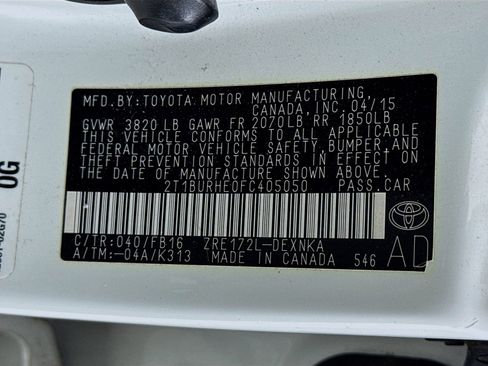 MFD.BY:TOYOTA MOTOR MANUFACTURING,
CANADA, INC. 04/15
GVWR 3820 LB GAWR FR 2070LB RR 1850LB
THIS VEHICLE CONFORMS TO ALL APPLICABLE
FEDERAL MOTOR VEHICLE SAFETY, BUMPER, AND
THEFT PREVENTION STANDARDS IN EFFECT ON
THE DATE OF MANUFACTURE SHOWN ABOVE.
2T1BURHE0FC405050 PASS.CAR
C/TR:040/FB16 ZRE172L-DEXNKA
A/TM:-04A/K313 MADE IN CANADA 546
AD
0G